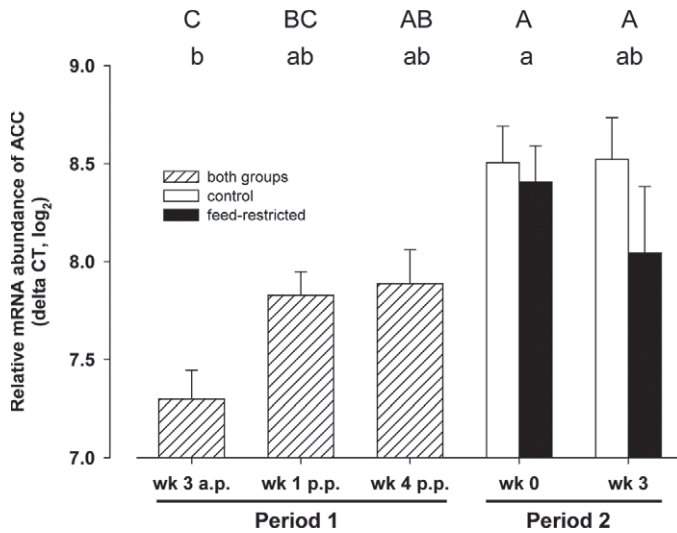 C BC AB A A
b ab ab a ab
Relative mRNA abundance of ACC
(delta CT, log₂)
9.0
8.5
8.0
7.5
7.0
both groups
control
feed-restricted
wk 3 a.p. wk 1 p.p. wk 4 p.p. wk 0 wk 3
Period 1 Period 2